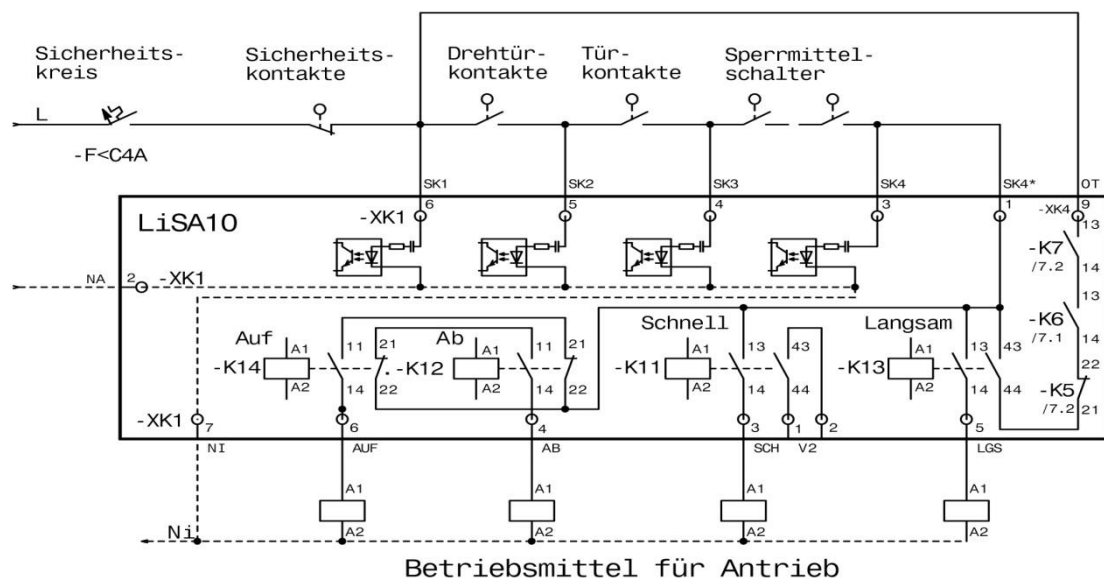 Sicherheits-
kreis
Sicherheits-
kontakte
Drehtür-
kontakte
Tür-
kontakte
Sperrmittel-
schalter
L
-F<C4A
SK1
SK2
SK3
SK4
SK4*
OT
6
5
4
3
1
9
-XK1
-XK4
LiSA10
13
-K7
/7.2
14
NA
2
-XK1
13
-K6
/7.1
14
Auf
Ab
Schnell
Langsam
A1
11
21
A1
11
21
A1
13
43
A1
13
43
-K14
-K12
-K11
-K13
A2
14
22
A2
14
22
A2
14
44
A2
14
44
22
-K5
/7.2
21
-XK1
7
6
4
3
1
2
5
NI
AUF
AB
SCH
V2
LGS
A1
A1
A1
A1
A2
A2
A2
A2
Ni
Betriebsmittel für Antrieb